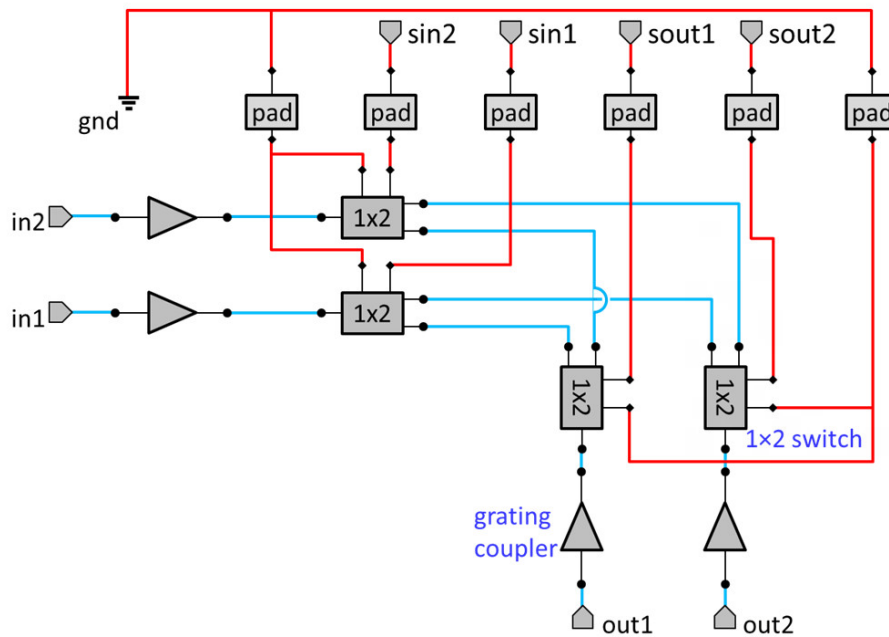 sin2
sin1
sout1
sout2
gnd
pad
pad
pad
pad
pad
pad
in2
1x2
in1
1x2
1x2
1x2
1×2 switch
grating
coupler
out1
out2